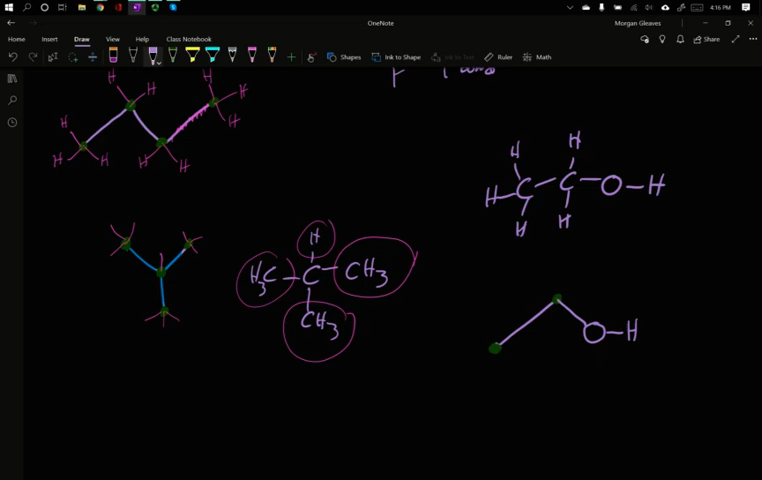 4:16 PM
OneNote
Morgan Gleaves
Home Insert Draw View Help Class Notebook
Share
Shapes Ink to Shape Ink to Text Ruler Math
H H H H
H H
H H H H H
H H
H C C O H
H H
H
H3C C CH3
CH3
O H